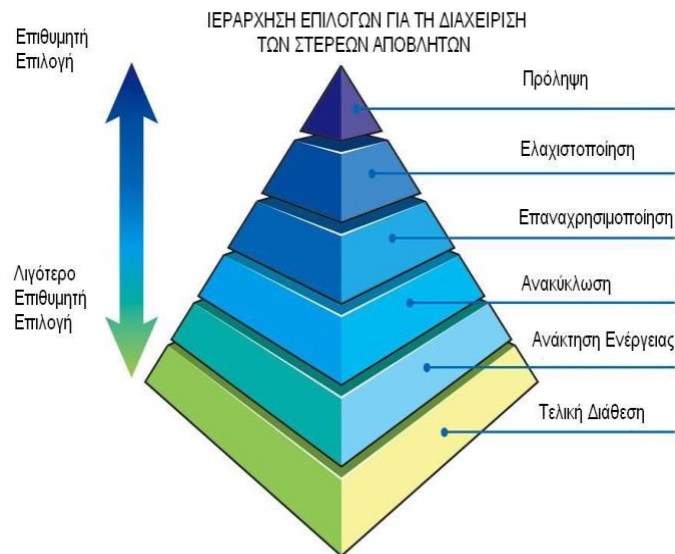 ΙΕΡΑΡΧΗΣΗ ΕΠΙΛΟΓΩΝ ΓΙΑ ΤΗ ΔΙΑΧΕΙΡΙΣΗ
ΤΩΝ ΣΤΕΡΕΩΝ ΑΠΟΒΛΗΤΩΝ
Επιθυμητή
Επιλογή
Πρόληψη
Ελαχιστοποίηση
Επαναχρησιμοποίηση
Λιγότερο
Επιθυμητή
Επιλογή
Ανακύκλωση
Ανάκτηση Ενέργειας
Τελική Διάθεση